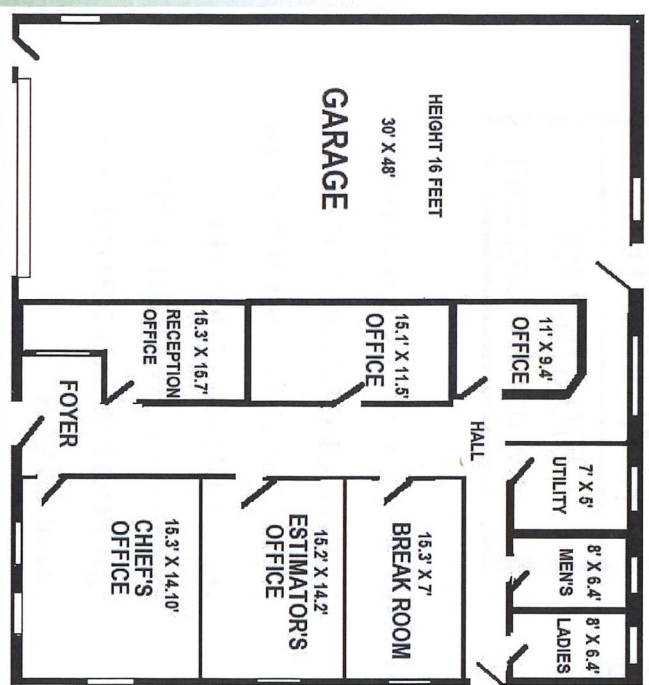 HEIGHT 16 FEET
30' X 48'
GARAGE
11' X 9.4'
OFFICE
15.1' X 11.5'
OFFICE
15.3' X 15.7'
RECEPTION
OFFICE
HALL
FOYER
7' X 5'
UTILITY
8' X 6.4'
MEN'S
8' X 6.4'
LADIES
15.3' X 7'
BREAK ROOM
15.2' X 14.2'
ESTIMATOR'S
OFFICE
15.3' X 14.10'
CHIEF'S
OFFICE